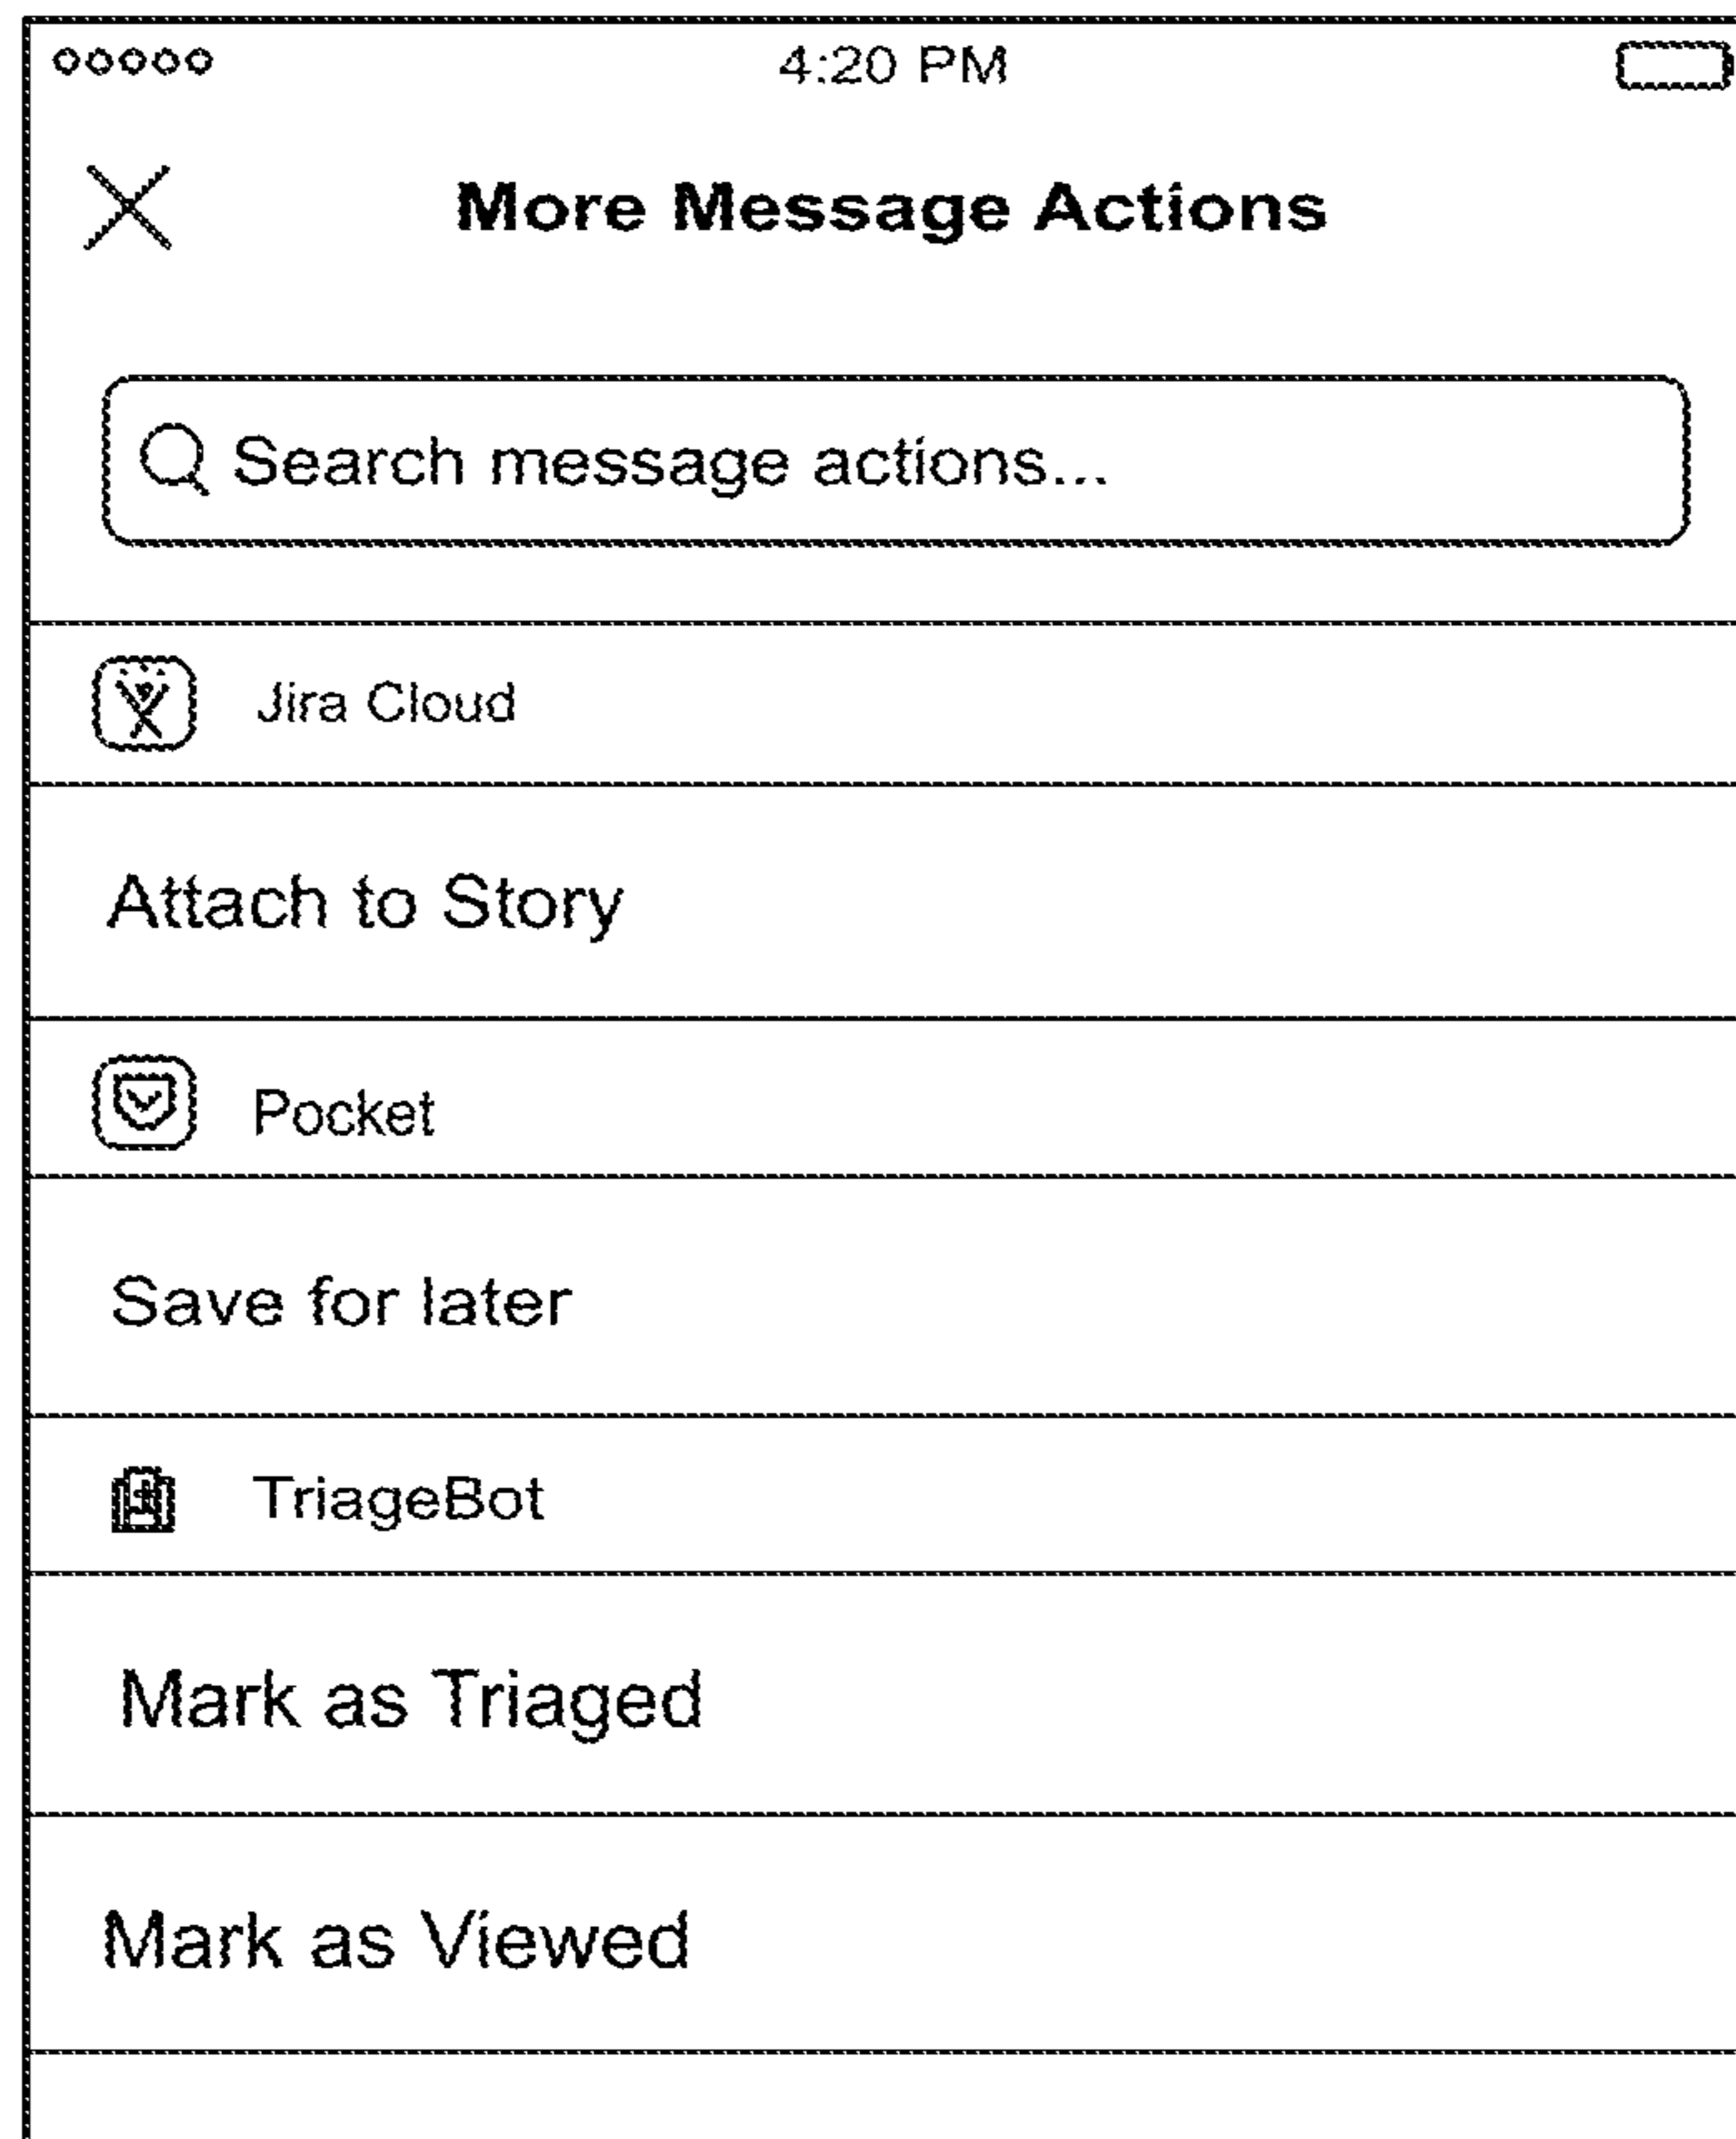 4:20 PM
More Message Actions
Search message actions...
Jira Cloud
Attach to Story
Pocket
Save for later
TriageBot
Mark as Triaged
Mark as Viewed